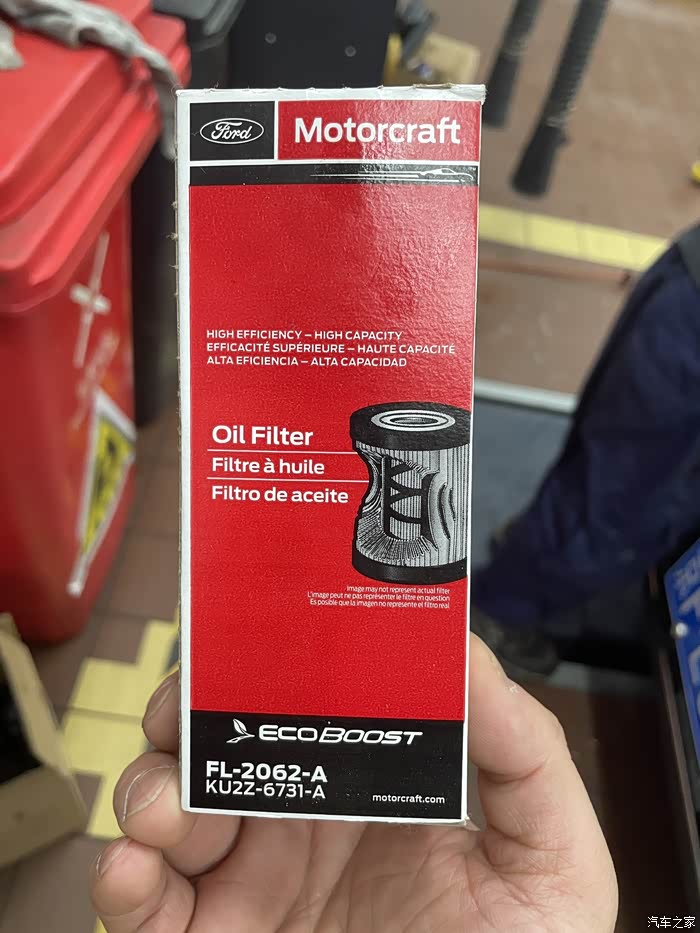 Ford
Motorcraft
HIGH EFFICIENCY – HIGH CAPACITY
EFFICACITÉ SUPÉRIEURE – HAUTE CAPACITÉ
ALTA EFICIENCIA – ALTA CAPACIDAD
Oil Filter
Filtre à huile
Filtro de aceite
Image may not represent actual filter
L'image peut ne pas représenter le filtre en question
Es posible que la imagen no represente el filtro real
ECOBOOST
FL-2062-A
KU2Z-6731-A
motorcraft.com
汽车之家